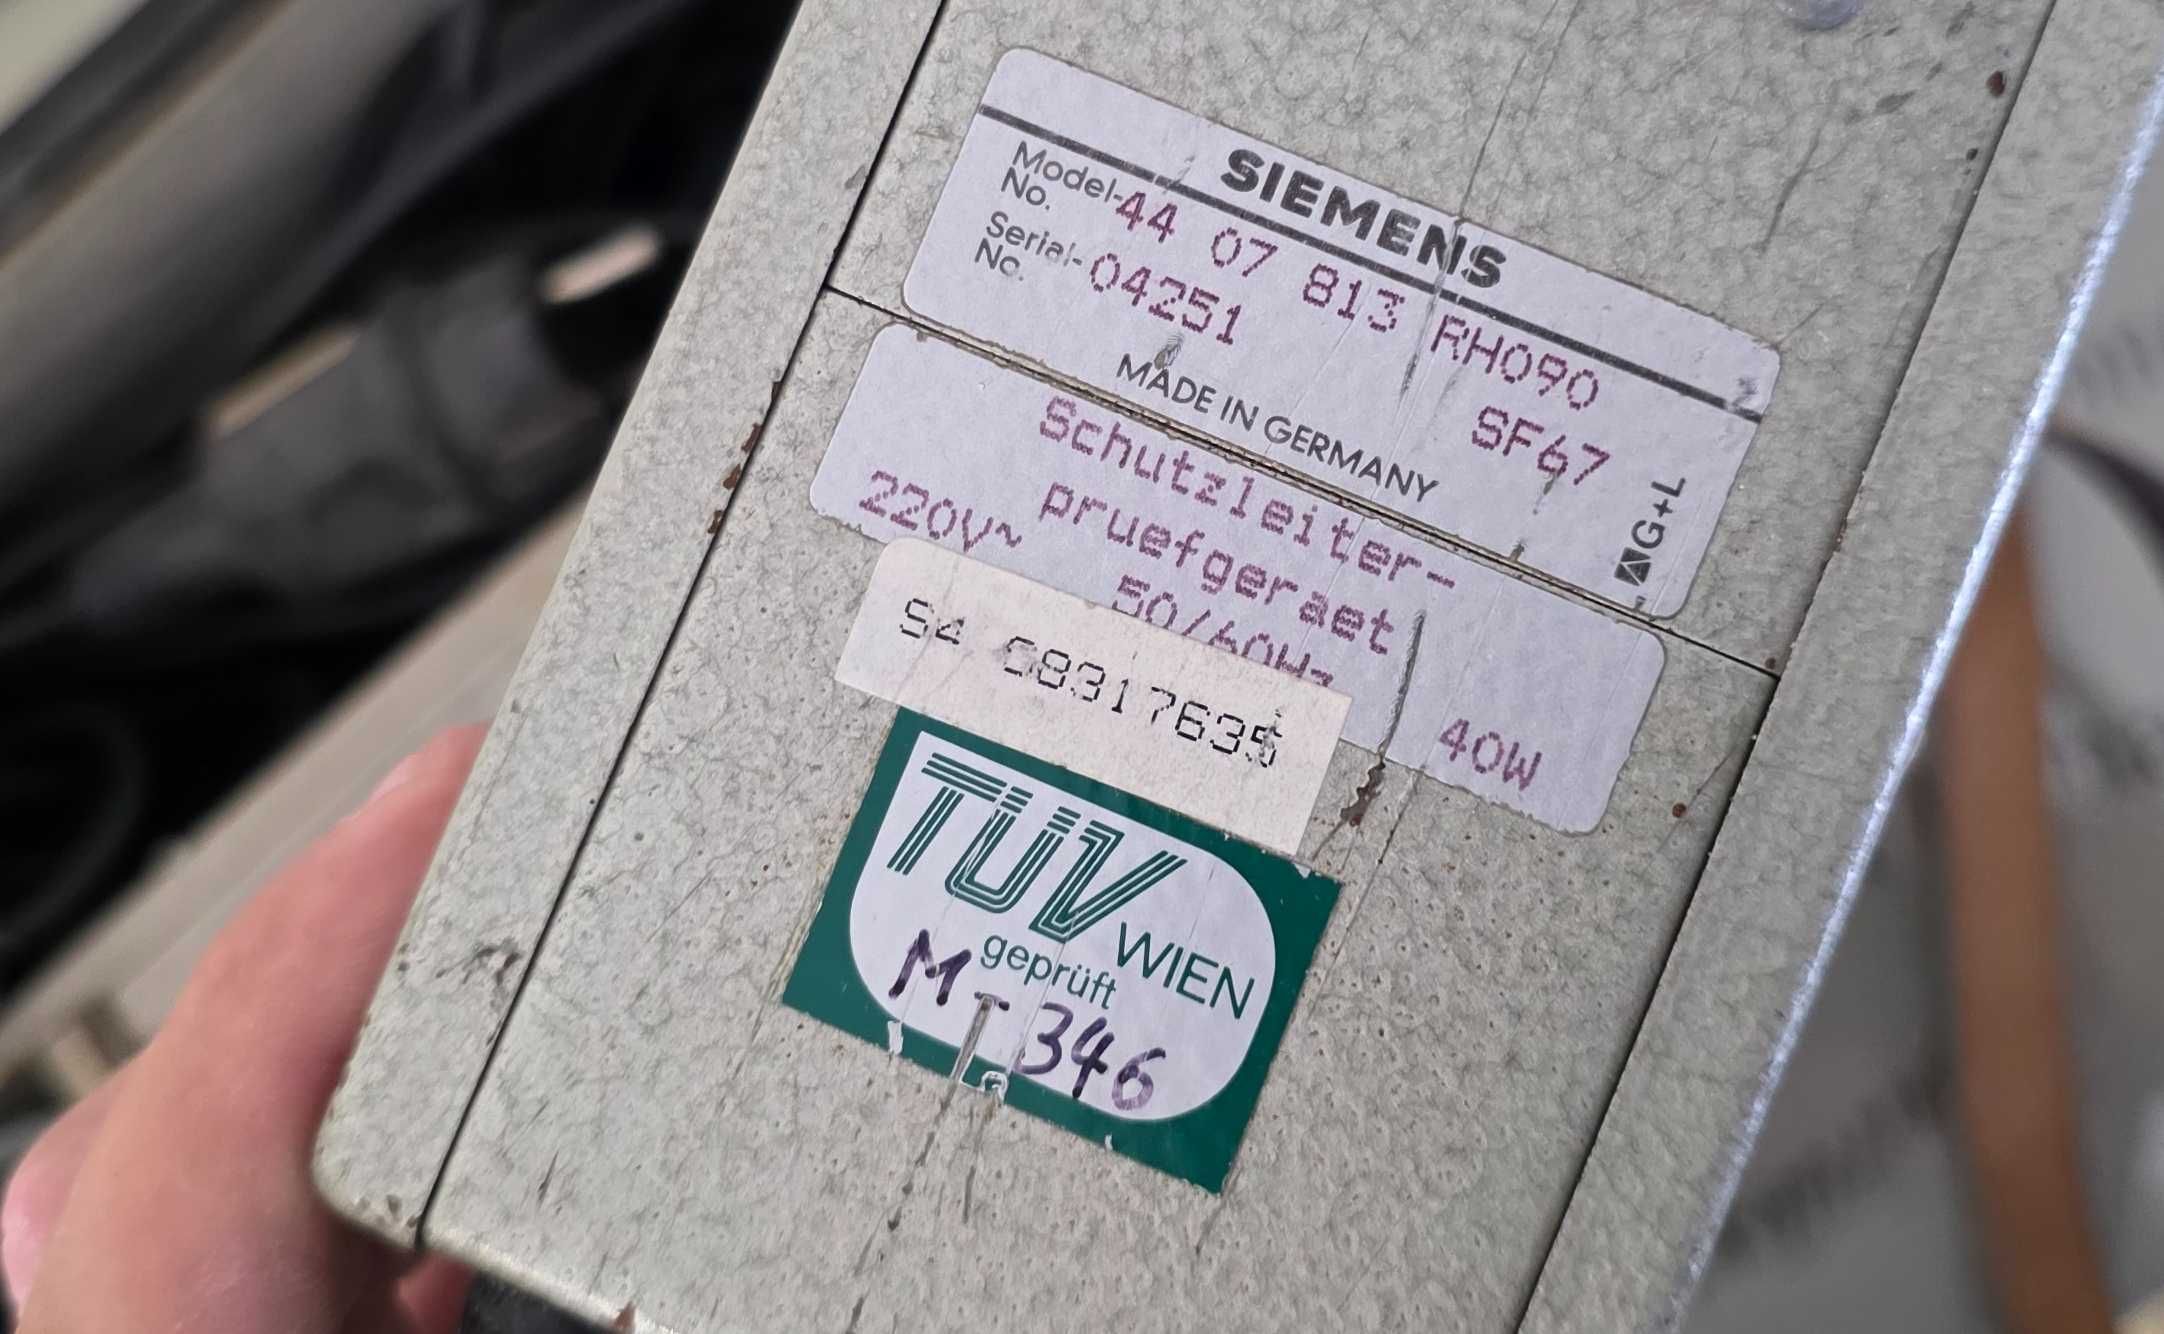 SIEMENS
Model-
No.
44 07 813 RH090
Serial-
No.
04251
SF67
MADE IN GERMANY
G+L
Schutzleiter-
pruefgeraet
220V~ 50/60Hz 40W
S4 08317635
TÜV WIEN
geprüft
MT 346